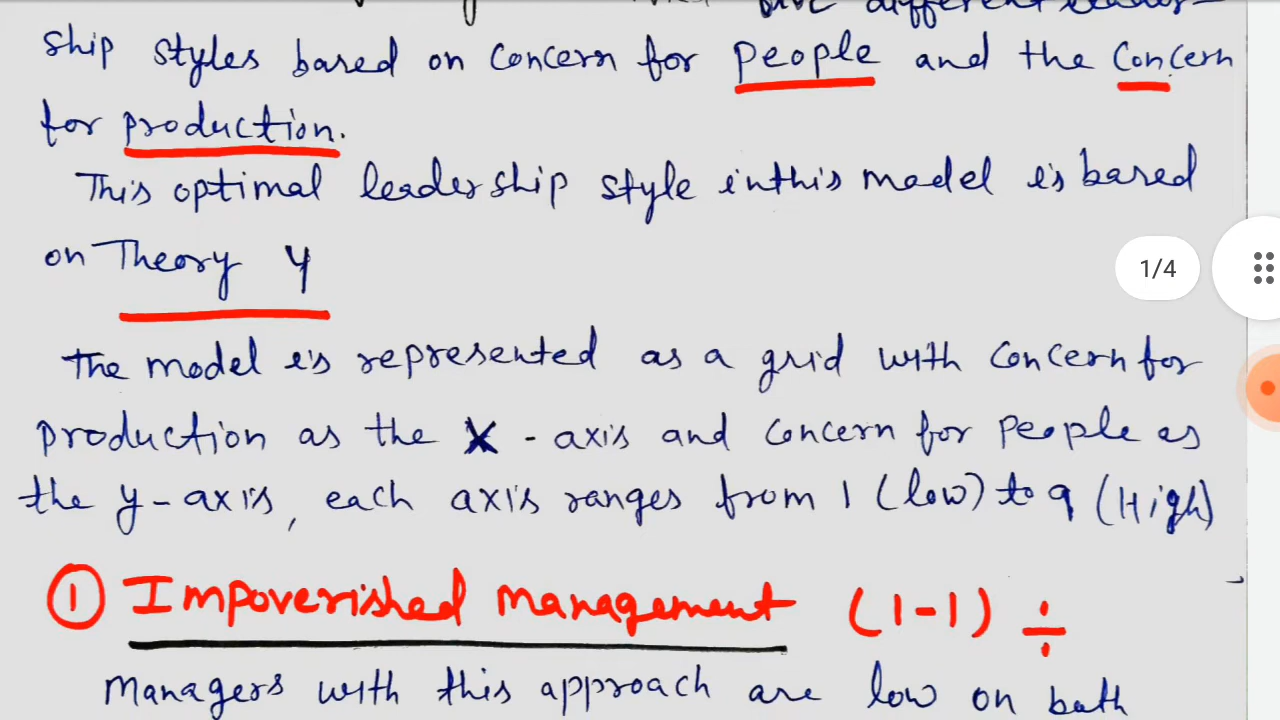 different leader-
ship styles based on concern for people and the concern
for production.
This optimal leadership style in this model is based
on Theory Y
1/4
The model is represented as a grid with concern for
production as the X - axis and concern for people as
the y-axis, each axis ranges from 1 (low) to 9 (High)
① Impoverished Management (1-1) ÷
Managers with this approach are low on both